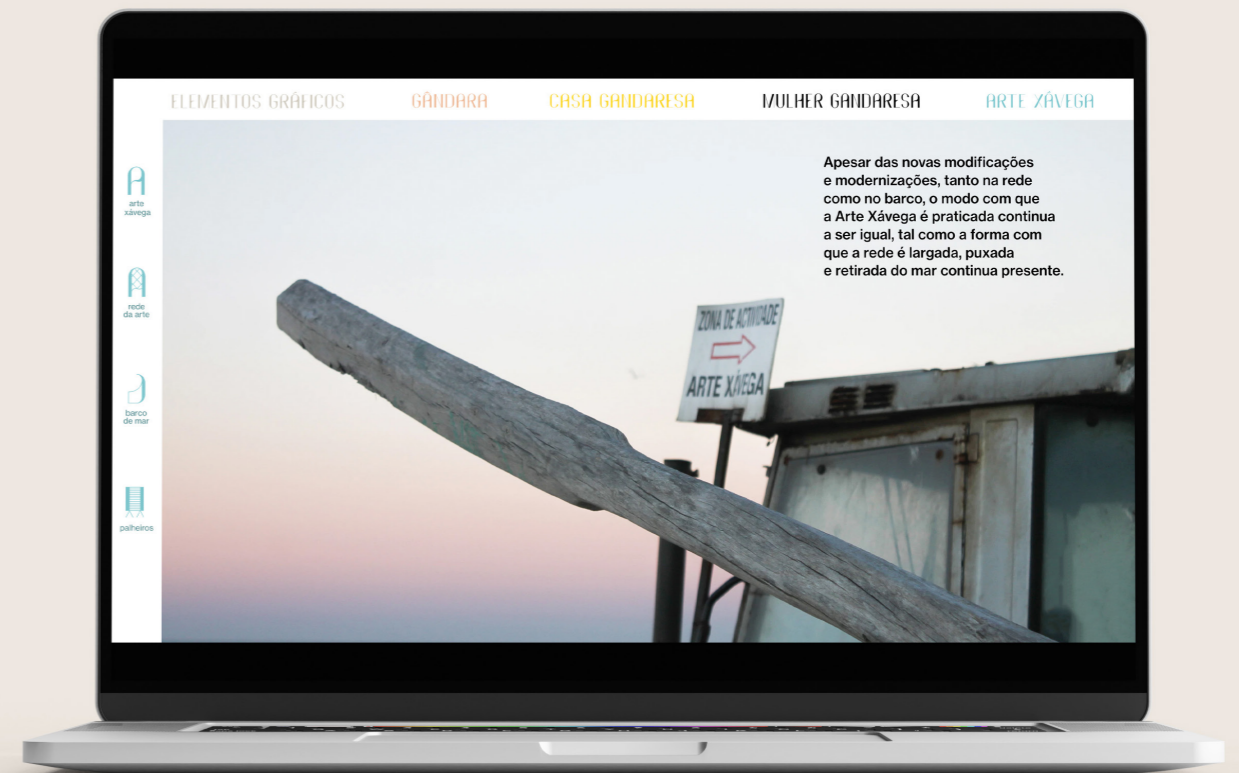 ELEMENTOS GRÁFICOS
GÂNDARA
CASA GANDARESA
MULHER GANDARESA
ARTE XÁVEGA
arte
xávega
rede
da arte
barco
de mar
palheiros
Apesar das novas modificações
e modernizações, tanto na rede
como no barco, o modo com que
a Arte Xávega é praticada continua
a ser igual, tal como a forma com
que a rede é largada, puxada
e retirada do mar continua presente.
ZONA DE ACTIVIDADE
ARTE XÁVEGA